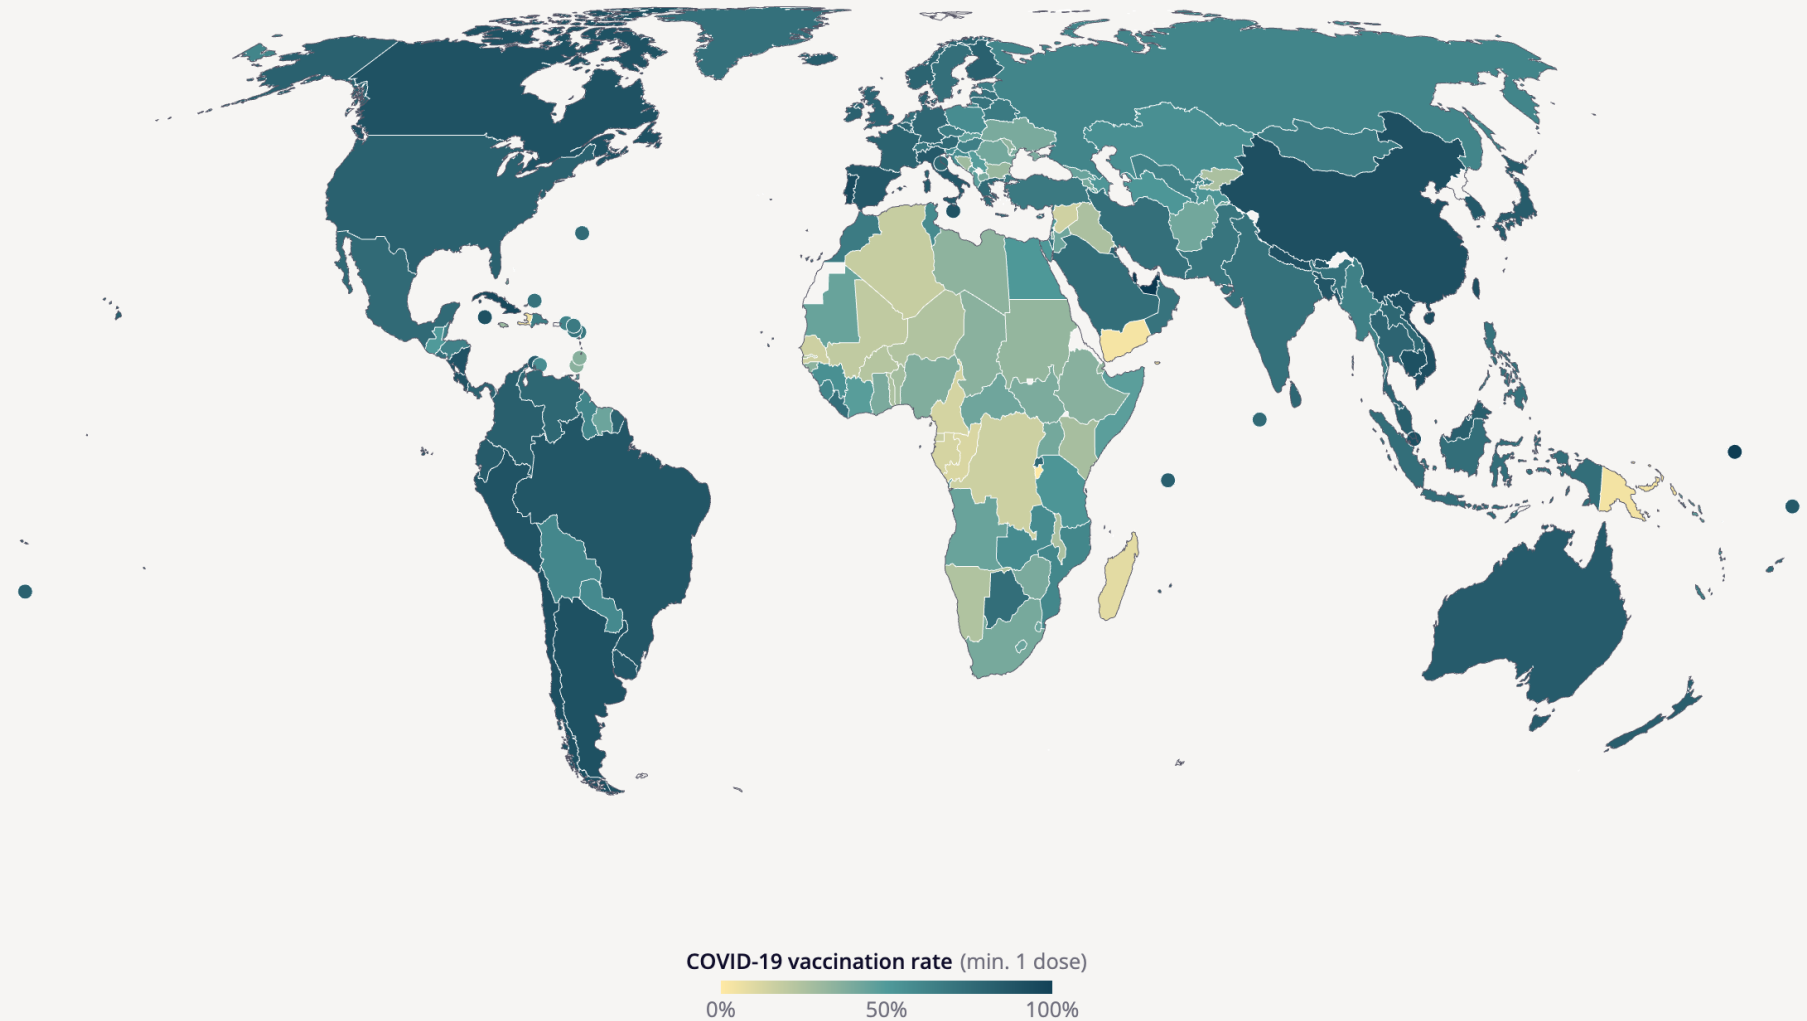 COVID-19 vaccination rate (min. 1 dose)
0% 50% 100%